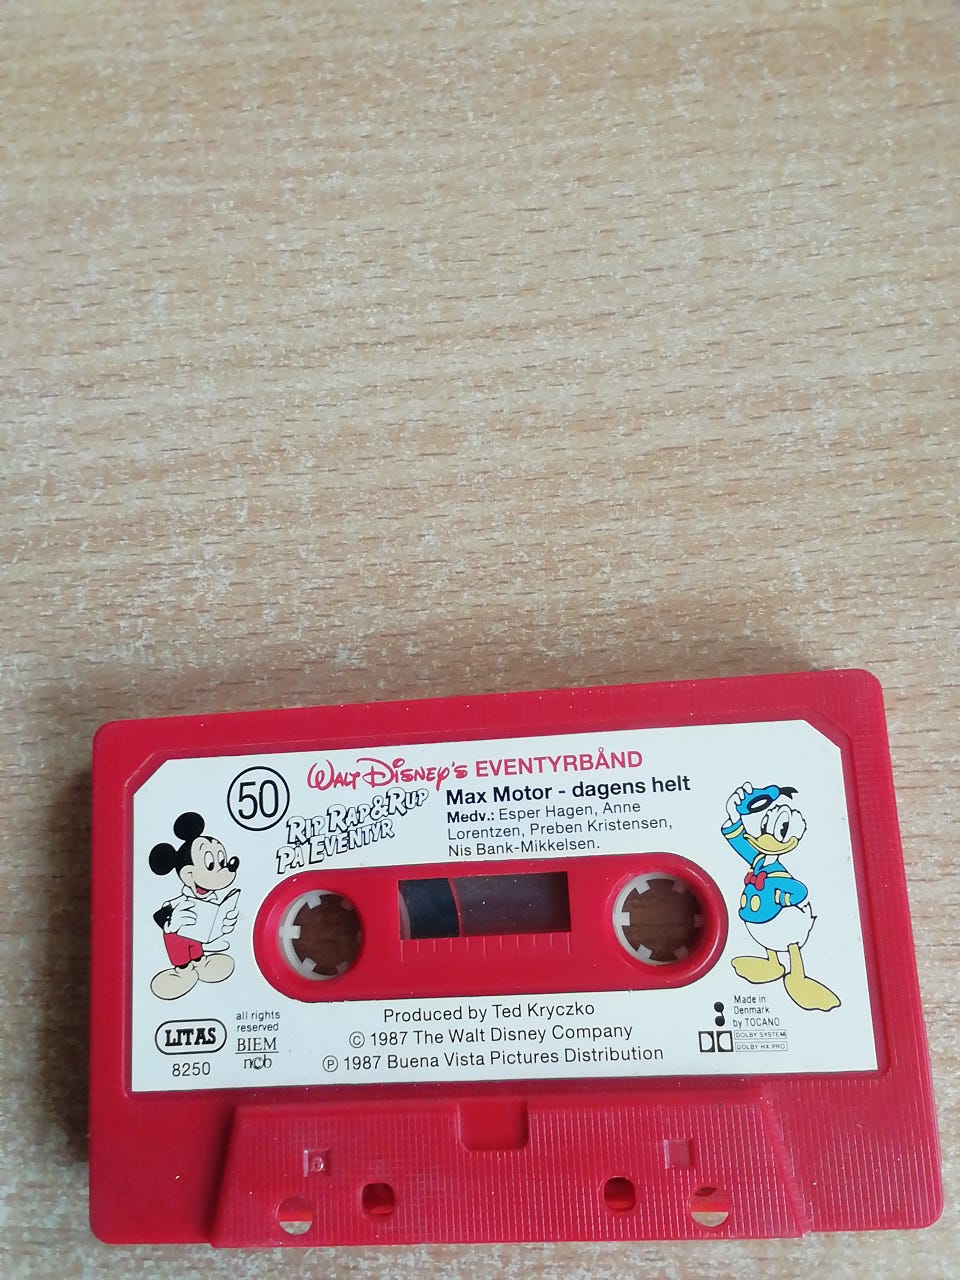 50
WALT DISNEY'S EVENTYRBÅND
RIP RAP & RUP
PÅ EVENTYR
Max Motor - dagens helt
Medv.: Esper Hagen, Anne
Lorentzen, Preben Kristensen,
Nis Bank-Mikkelsen.
LITAS
8250
all rights
reserved
BIEM
ncb
Produced by Ted Kryczko
© 1987 The Walt Disney Company
℗ 1987 Buena Vista Pictures Distribution
Made in
Denmark
by TOCANO
DOLBY SYSTEM
DOLBY HX PRO